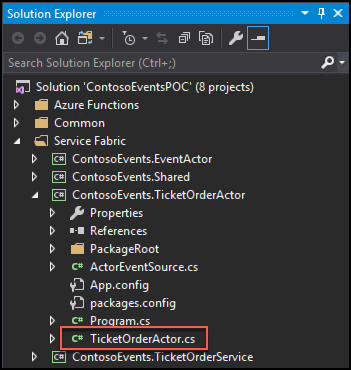 Solution Explorer
Search Solution Explorer (Ctrl+;)
Solution 'ContosoEventsPOC' (8 projects)
Azure Functions
Common
Service Fabric
C# ContosoEvents.EventActor
C# ContosoEvents.Shared
C# ContosoEvents.TicketOrderActor
Properties
References
PackageRoot
C# ActorEventSource.cs
App.config
packages.config
C# Program.cs
C# TicketOrderActor.cs
C# ContosoEvents.TicketOrderService